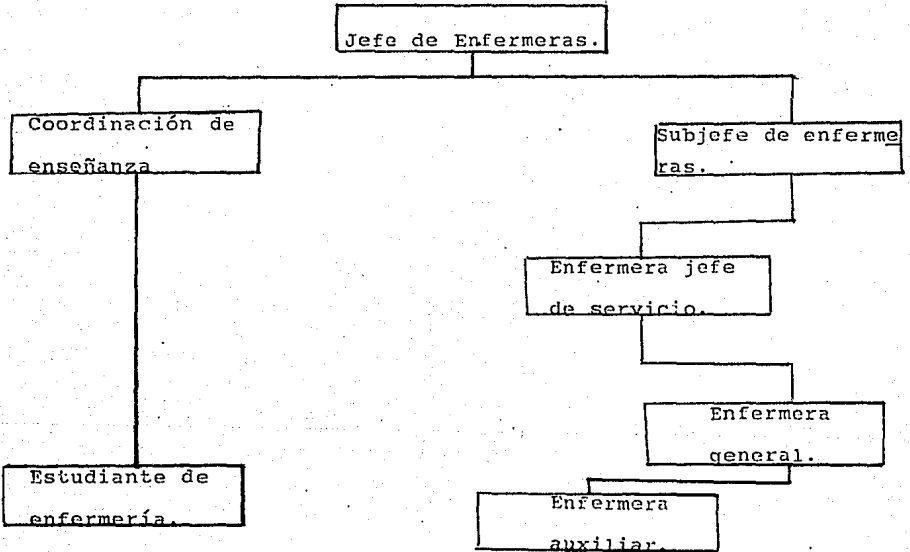 Jefe de Enfermeras.
Coordinación de
enseñanza
Subjefe de enferme
ras.
Enfermera jefe
de servicio.
Enfermera
general.
Estudiante de
enfermería.
Enfermera
auxiliar.